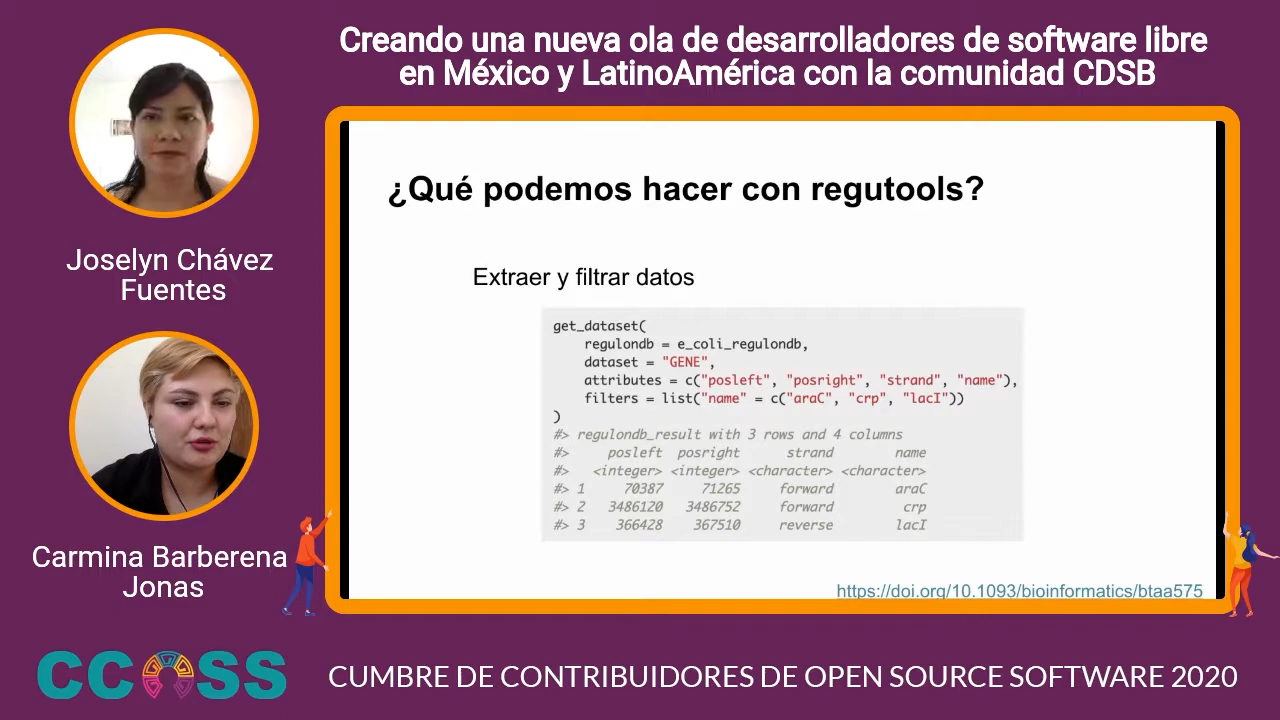 Creando una nueva ola de desarrolladores de software libre
en México y LatinoAmérica con la comunidad CDSB
Joselyn Chávez
Fuentes
Carmina Barberena
Jonas
¿Qué podemos hacer con regutools?
Extraer y filtrar datos
get_dataset(
    regulondb = e_coli_regulondb,
    dataset = "GENE",
    attributes = c("posleft", "posright", "strand", "name"),
    filters = list("name" = c("araC", "crp", "lacI"))
)
#> regulondb_result with 3 rows and 4 columns
#>     posleft  posright      strand        name
#>   <integer> <integer> <character> <character>
#> 1     70387     71265     forward        araC
#> 2   3486120   3486752     forward         crp
#> 3    366428    367510     reverse        lacI
https://doi.org/10.1093/bioinformatics/btaa575
CCOSS
CUMBRE DE CONTRIBUIDORES DE OPEN SOURCE SOFTWARE 2020